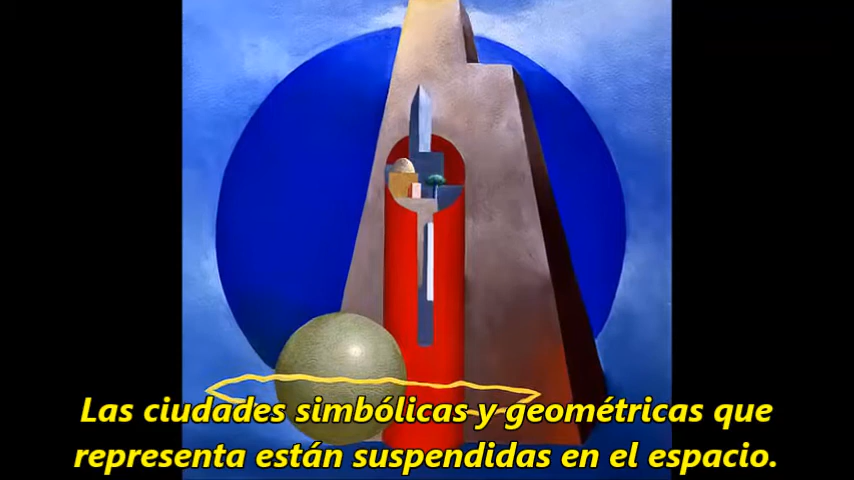 Las ciudades simbólicas y geométricas que
representa están suspendidas en el espacio.